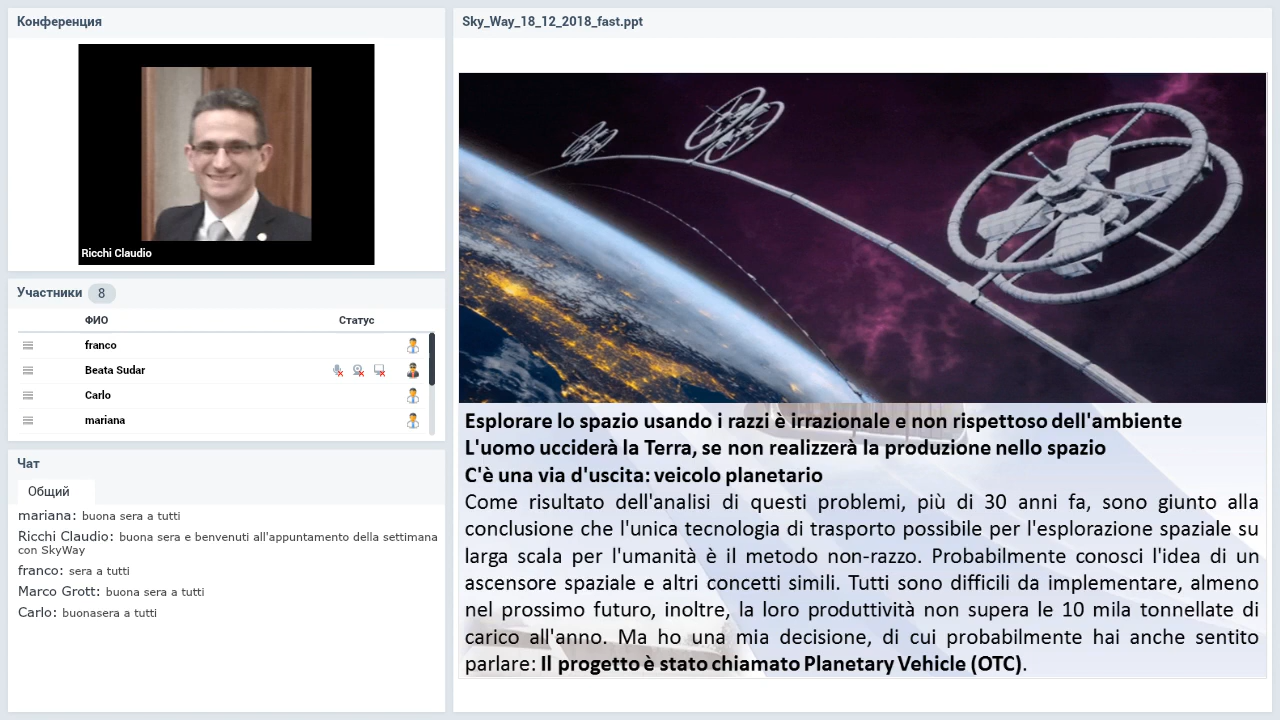 Конференция
Ricchi Claudio
Участники 8
ФИО Статус
franco
Beata Sudar
Carlo
mariana
Чат
Общий
mariana: buona sera a tutti
Ricchi Claudio: buona sera e benvenuti all'appuntamento della settimana
con SkyWay
franco: sera a tutti
Marco Grott: buona sera a tutti
Carlo: buonasera a tutti
Sky_Way_18_12_2018_fast.ppt
Esplorare lo spazio usando i razzi è irrazionale e non rispettoso dell'ambiente
L'uomo ucciderà la Terra, se non realizzerà la produzione nello spazio
C'è una via d'uscita: veicolo planetario
Come risultato dell'analisi di questi problemi, più di 30 anni fa, sono giunto alla
conclusione che l'unica tecnologia di trasporto possibile per l'esplorazione spaziale su
larga scala per l'umanità è il metodo non-razzo. Probabilmente conosci l'idea di un
ascensore spaziale e altri concetti simili. Tutti sono difficili da implementare, almeno
nel prossimo futuro, inoltre, la loro produttività non supera le 10 mila tonnellate di
carico all'anno. Ma ho una mia decisione, di cui probabilmente hai anche sentito
parlare: Il progetto è stato chiamato Planetary Vehicle (OTC).